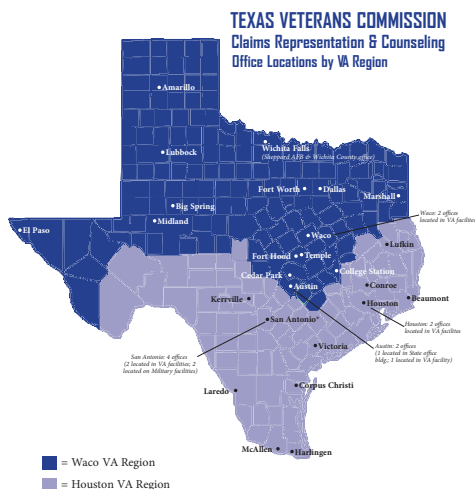 TEXAS VETERANS COMMISSION
Claims Representation & Counseling
Office Locations by VA Region
Amarillo
Lubbock
Wichita Falls
(Sheppard AFB & Wichita County office)
Fort Worth
Dallas
Marshall
Big Spring
Midland
El Paso
Waco: 2 offices
located in VA facilites
Waco
Lufkin
Fort Hood
Temple
College Station
Cedar Park
Austin
Conroe
Kerrville
Houston
Beaumont
San Antonio*
Houston: 2 offices
located in VA facilites
Austin: 2 offices
(1 located in State office
bldg.; 1 located in VA facility)
Victoria
San Antonio: 4 offices
(2 located in VA facilities; 2
located on Military facilities)
Laredo
Corpus Christi
McAllen
Harlingen
= Waco VA Region
= Houston VA Region